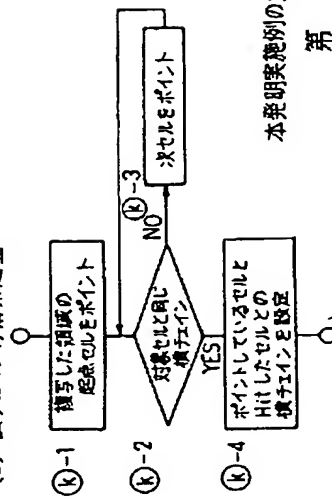 ⓚ-1
複写した領域の
起点セルをポイント
ⓚ-2
対象セルと同じ
横チェイン
NO
ⓚ-3
次セルをポイント
YES
ⓚ-4
ポイントしているセルと
Hitしたセルとの
横チェインを設定
本発明実施例の
第